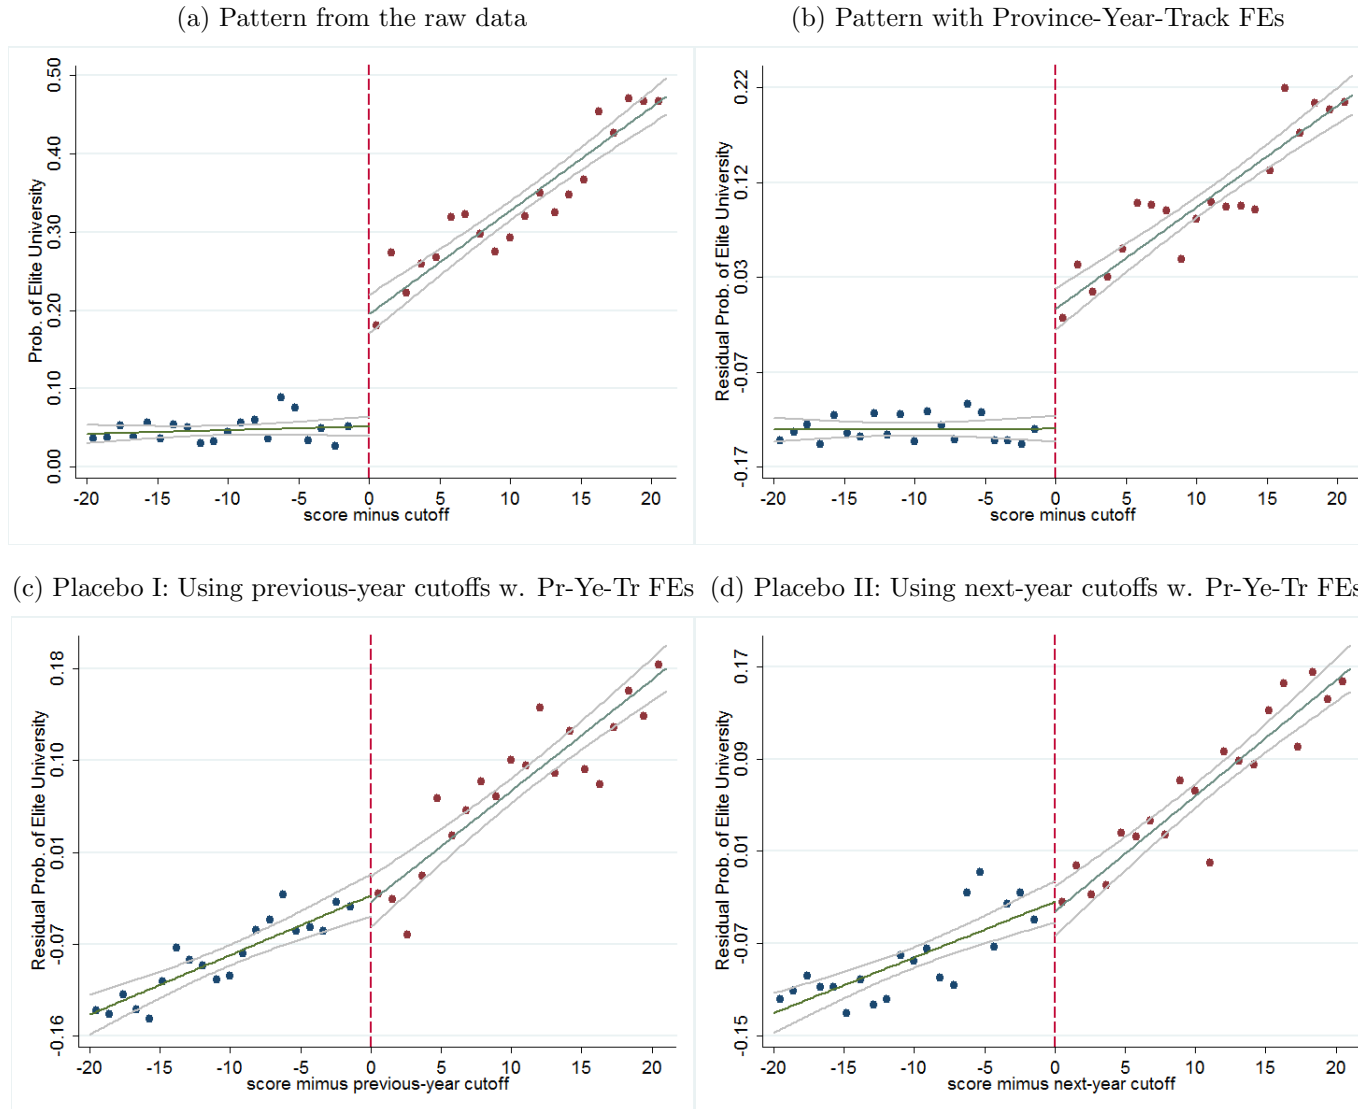 (a) Pattern from the raw data
(b) Pattern with Province-Year-Track FEs
Prob. of Elite University
0.50
0.40
0.30
0.20
0.10
0.00
-20 -15 -10 -5 0 5 10 15 20
score minus cutoff
Residual Prob. of Elite University
0.22
0.12
0.03
-0.07
-0.17
-20 -15 -10 -5 0 5 10 15 20
score minus cutoff
(c) Placebo I: Using previous-year cutoffs w. Pr-Ye-Tr FEs
(d) Placebo II: Using next-year cutoffs w. Pr-Ye-Tr FEs
Residual Prob. of Elite University
0.18
0.10
0.01
-0.07
-0.16
-20 -15 -10 -5 0 5 10 15 20
score mimus previous-year cutoff
Residual Prob. of Elite University
0.17
0.09
0.01
-0.07
-0.15
-20 -15 -10 -5 0 5 10 15 20
score mimus next-year cutoff